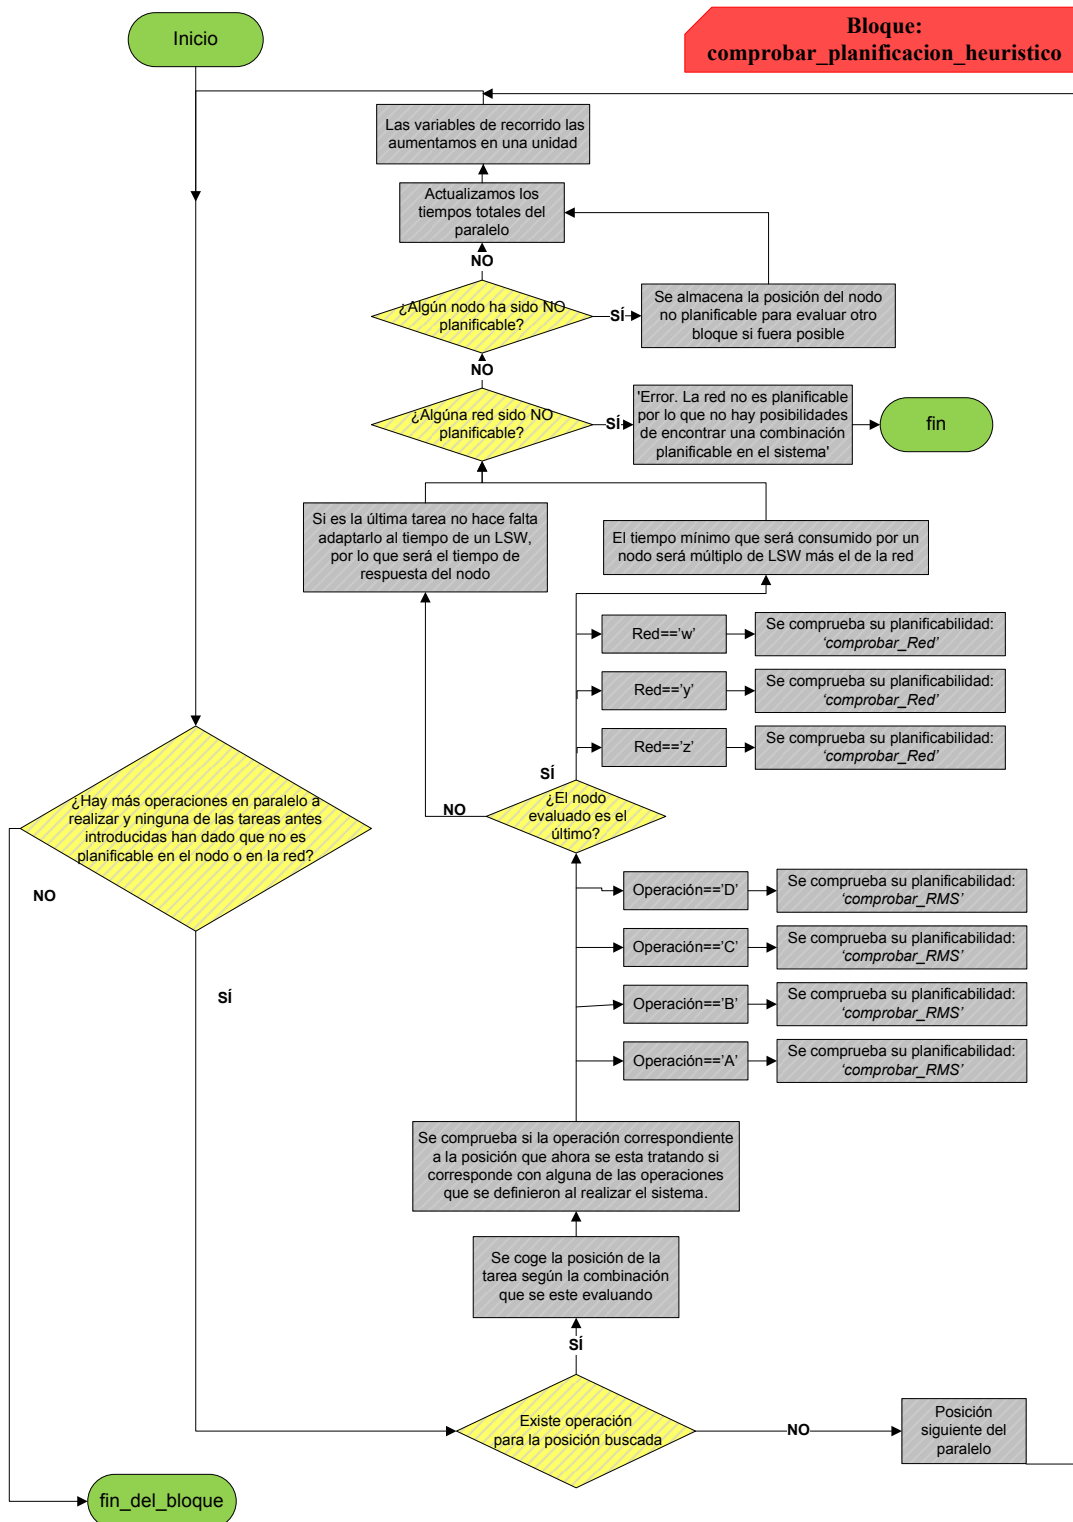 Inicio
Bloque:
comprobar_planificacion_heuristico
Las variables de recorrido las
aumentamos en una unidad
Actualizamos los
tiempos totales del
paralelo
NO
¿Algún nodo ha sido NO
planificable?
SÍ
Se almacena la posición del nodo
no planificable para evaluar otro
bloque si fuera posible
NO
¿Algúna red sido NO
planificable?
SÍ
'Error. La red no es planificable
por lo que no hay posibilidades
de encontrar una combinación
planificable en el sistema'
fin
Si es la última tarea no hace falta
adaptarlo al tiempo de un LSW,
por lo que será el tiempo de
respuesta del nodo
El tiempo mínimo que será consumido por un
nodo será múltiplo de LSW más el de la red
Red=='w'
Se comprueba su planificabilidad:
‘comprobar_Red’
Red=='y'
Se comprueba su planificabilidad:
‘comprobar_Red’
Red=='z'
Se comprueba su planificabilidad:
‘comprobar_Red’
SÍ
NO
¿El nodo
evaluado es el
último?
¿Hay más operaciones en paralelo a
realizar y ninguna de las tareas antes
introducidas han dado que no es
planificable en el nodo o en la red?
NO
SÍ
Operación=='D'
Se comprueba su planificabilidad:
‘comprobar_RMS’
Operación=='C'
Se comprueba su planificabilidad:
‘comprobar_RMS’
Operación=='B'
Se comprueba su planificabilidad:
‘comprobar_RMS’
Operación=='A'
Se comprueba su planificabilidad:
‘comprobar_RMS’
Se comprueba si la operación correspondiente
a la posición que ahora se esta tratando si
corresponde con alguna de las operaciones
que se definieron al realizar el sistema.
Se coge la posición de la
tarea según la combinación
que se este evaluando
SÍ
Existe operación
para la posición buscada
NO
Posición
siguiente del
paralelo
fin_del_bloque